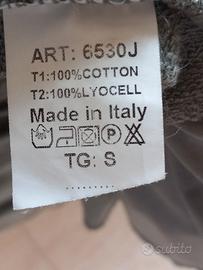 ART: 6530J
T1:100%COTTON
T2:100%LYOCELL
Made in Italy
TG: S
.........
subito